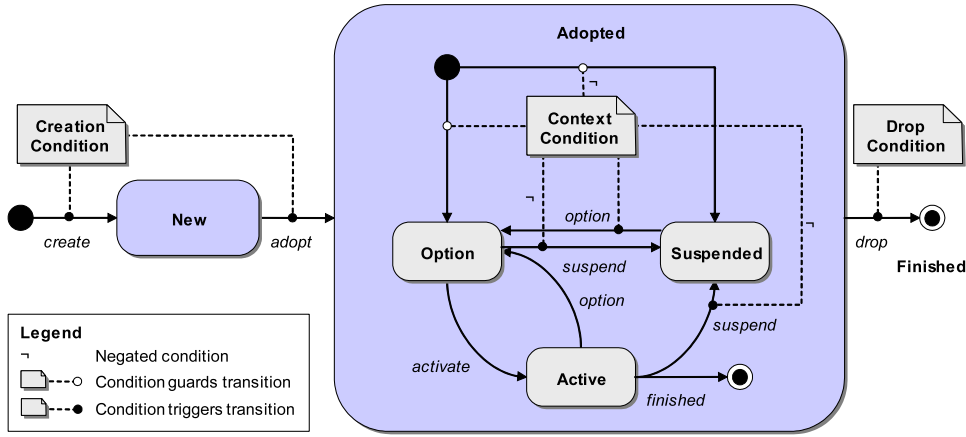 Adopted
Creation
Condition
¬
Context
Condition
Drop
Condition
New
create
adopt
¬
option
¬
Option
suspend
Suspended
drop
Finished
option
suspend
activate
Active
finished
Legend
¬ Negated condition
Condition guards transition
Condition triggers transition